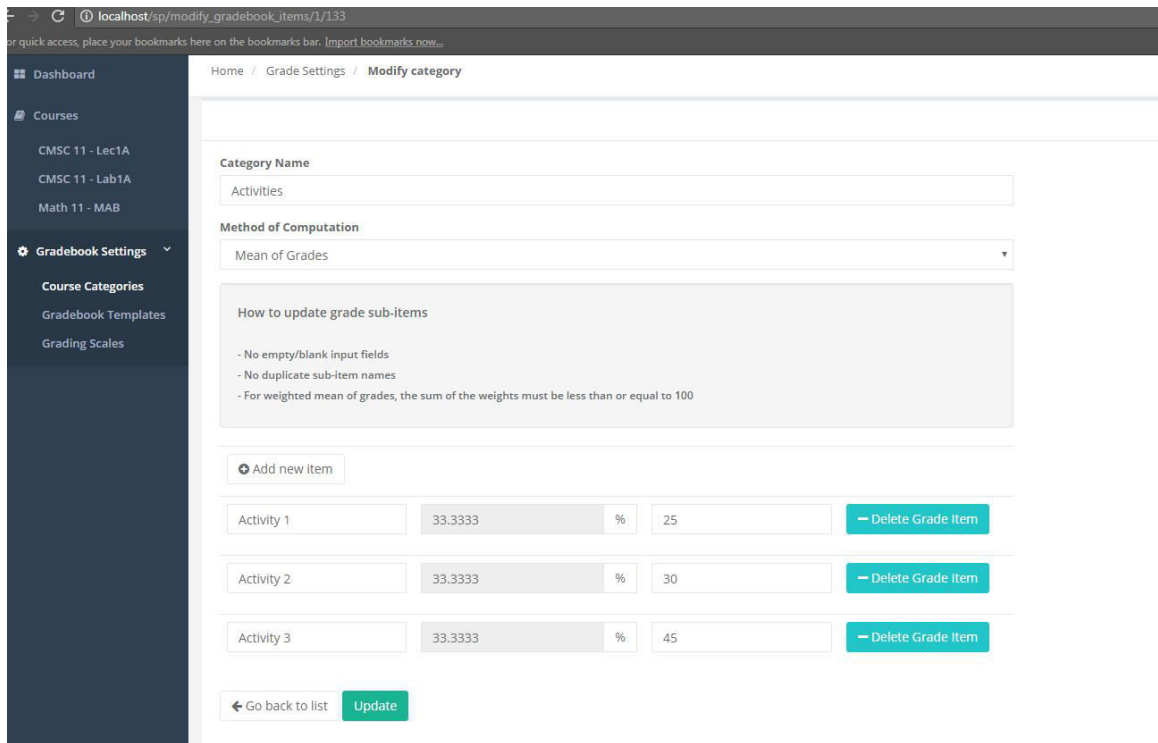 localhost/sp/modify_gradebook_items/1/133
or quick access, place your bookmarks here on the bookmarks bar. Import bookmarks now...
Dashboard
Courses
CMSC 11 - Lec1A
CMSC 11 - Lab1A
Math 11 - MAB
Gradebook Settings
Course Categories
Gradebook Templates
Grading Scales
Home / Grade Settings / Modify category
Category Name
Activities
Method of Computation
Mean of Grades
How to update grade sub-items
- No empty/blank input fields
- No duplicate sub-item names
- For weighted mean of grades, the sum of the weights must be less than or equal to 100
Add new item
Activity 1 33.3333 % 25 Delete Grade Item
Activity 2 33.3333 % 30 Delete Grade Item
Activity 3 33.3333 % 45 Delete Grade Item
Go back to list Update